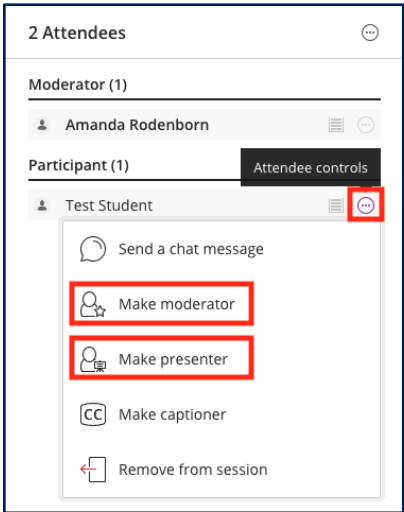 2 Attendees
Moderator (1)
Amanda Rodenborn
Participant (1)
Attendee controls
Test Student
Send a chat message
Make moderator
Make presenter
CC Make captioner
Remove from session